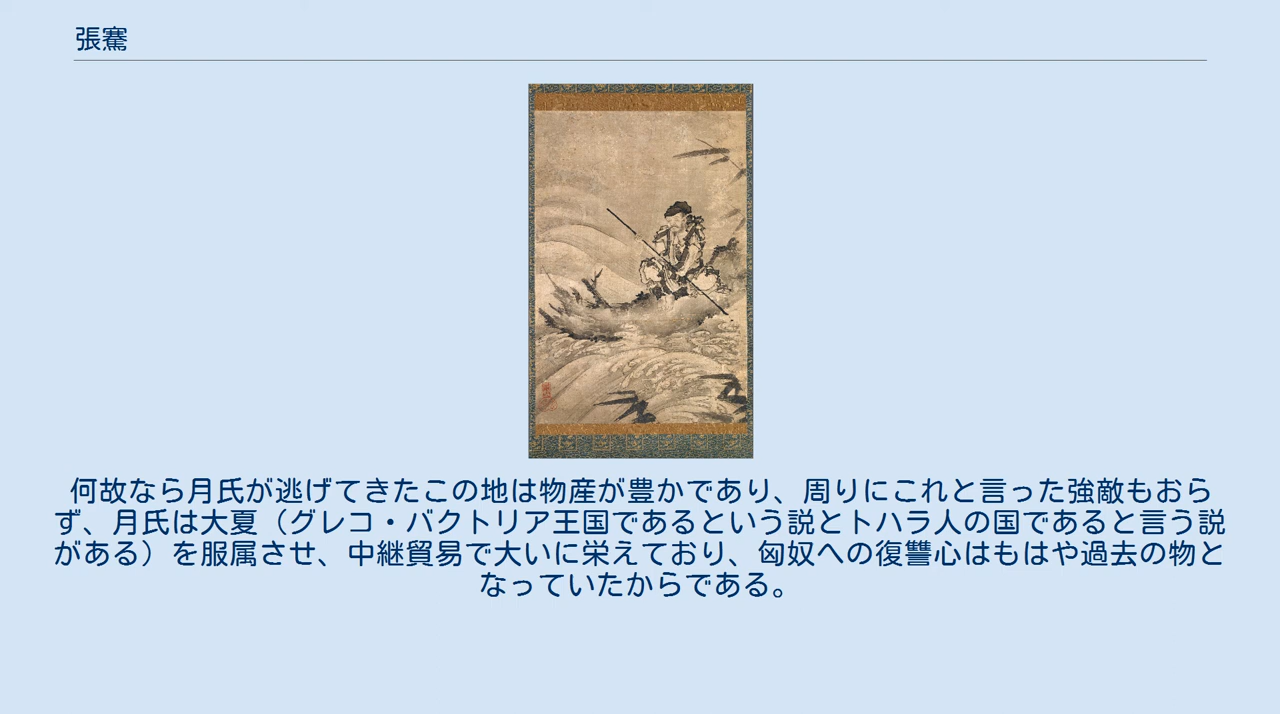 張騫
何故なら月氏が逃げてきたこの地は物産が豊かであり、周りにこれと言った強敵もおら
ず、月氏は大夏（グレコ・バクトリア王国であるという説とトハラ人の国であると言う説
がある）を服属させ、中継貿易で大いに栄えており、匈奴への復讐心はもはや過去の物と
なっていたからである。